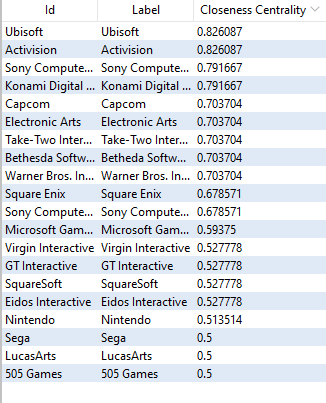 Id Label Closeness Centrality
Ubisoft Ubisoft 0.826087
Activision Activision 0.826087
Sony Compute... Sony Compute... 0.791667
Konami Digital ... Konami Digital ... 0.791667
Capcom Capcom 0.703704
Electronic Arts Electronic Arts 0.703704
Take-Two Inter... Take-Two Inter... 0.703704
Bethesda Softw... Betheda Softw... 0.703704
Warner Bros. In... Warner Bros. In... 0.703704
Square Enix Square Enix 0.678571
Sony Compute... Sony Compute... 0.678571
Microsoft Gam... Microsoft Gam... 0.59375
Virgin Interactive Virgin Interactive 0.527778
GT Interactive GT Interactive 0.527778
SquareSoft SquareSoft 0.527778
Eidos Interactive Eidos Interactive 0.527778
Nintendo Nintendo 0.513514
Sega Sega 0.5
LucasArts LucasArts 0.5
505 Games 505 Games 0.5